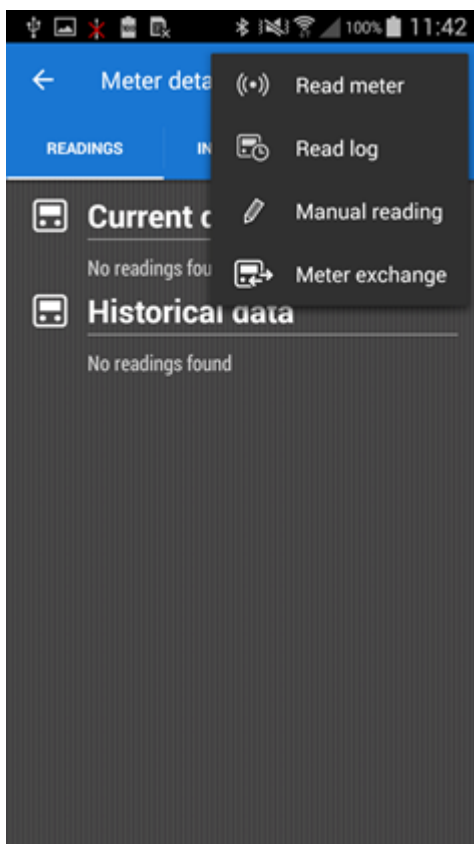 100% 11:42
Meter deta
Read meter
READINGS IN
Read log
Current
Manual reading
No readings fou
Meter exchange
Historical data
No readings found